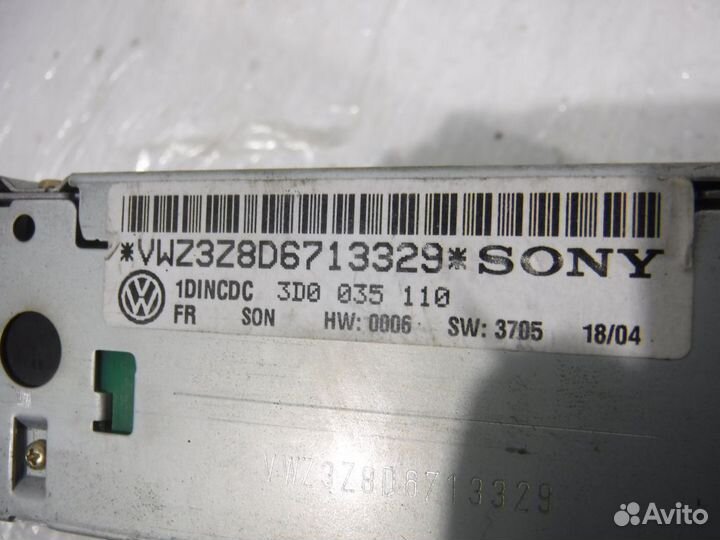 *VWZ3Z8D6713329* SONY
1DINCDC 3D0 035 110
FR SON HW: 0006 SW: 3705 18/04
VWZ3Z8D6713329
Avito